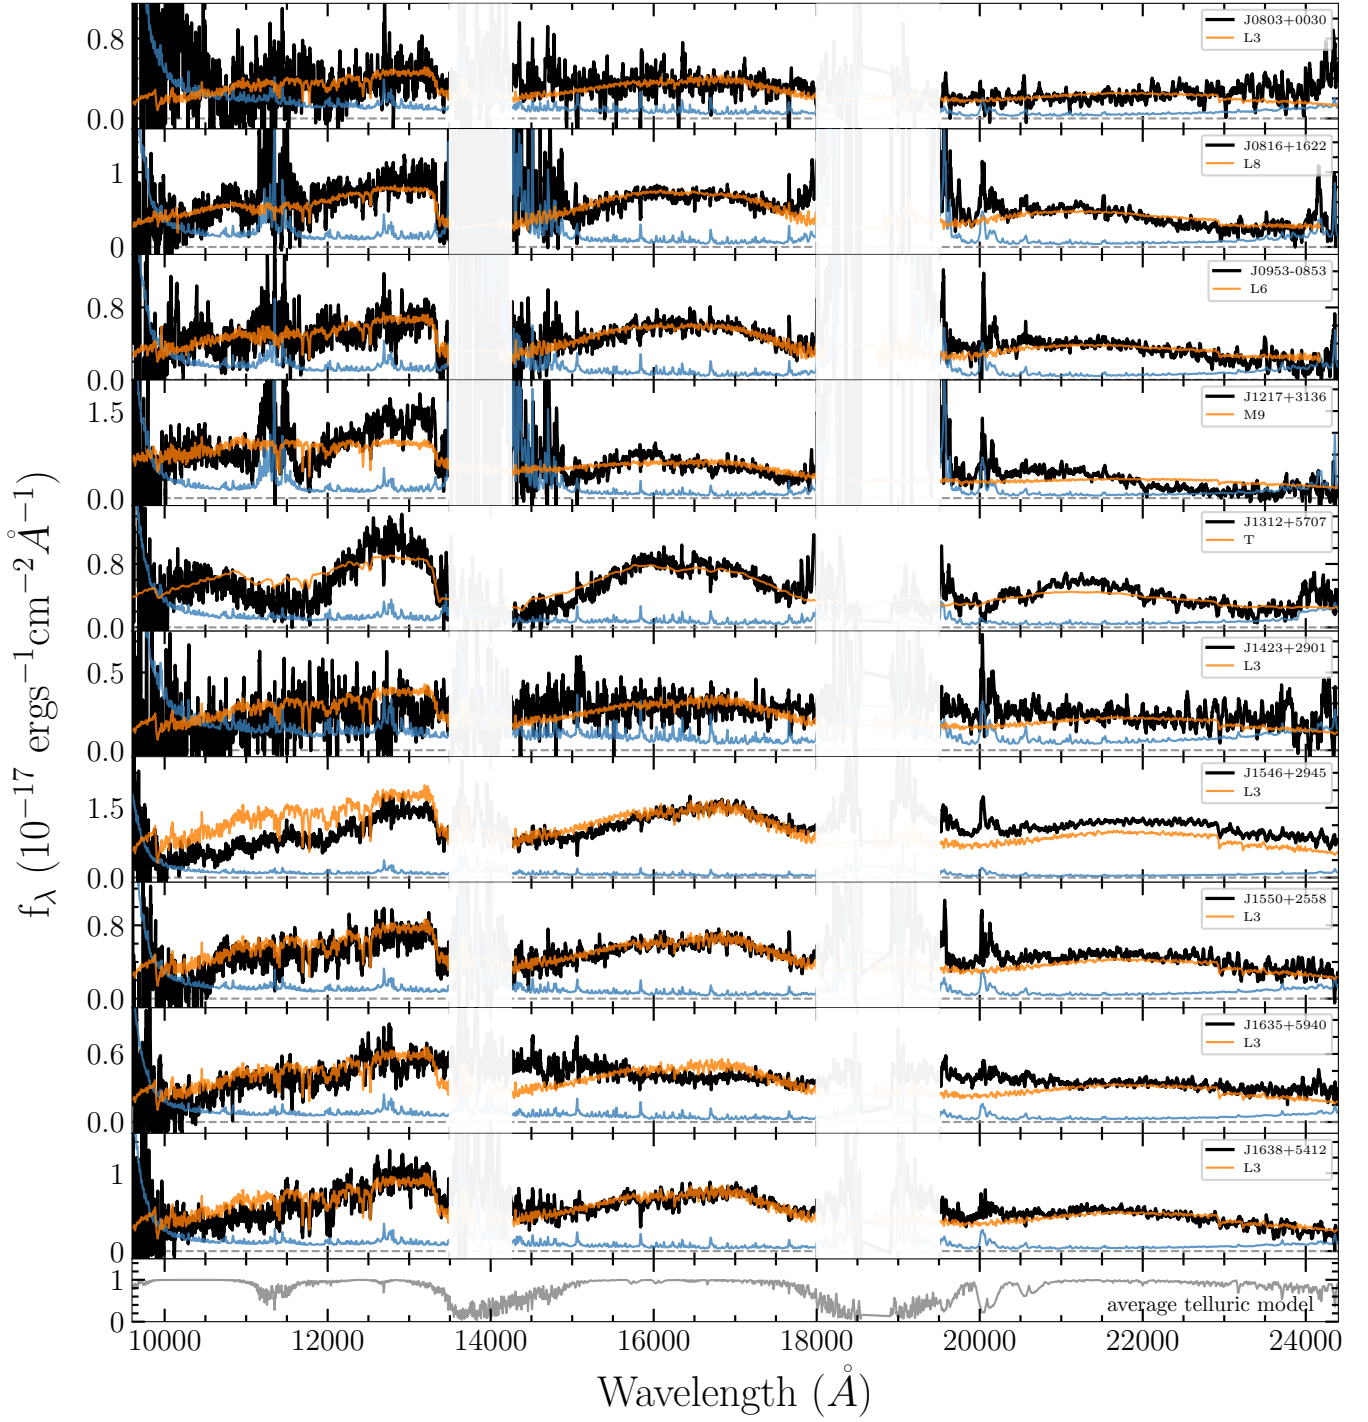 J0803+0030
L3
0.8
0.0
J0816+1622
L8
1
0
J0953-0853
L6
0.8
0.0
J1217+3136
M9
1.5
0.0
J1312+5707
T
0.8
0.0
J1423+2901
L3
0.5
0.0
J1546+2945
L3
1.5
0.0
J1550+2558
L3
0.8
0.0
J1635+5940
L3
0.6
0.0
J1638+5412
L3
1
0
1
0
average telluric model
10000 12000 14000 16000 18000 20000 22000 24000
Wavelength (Å)
f_λ (10⁻¹⁷ ergs⁻¹cm⁻²Å⁻¹)